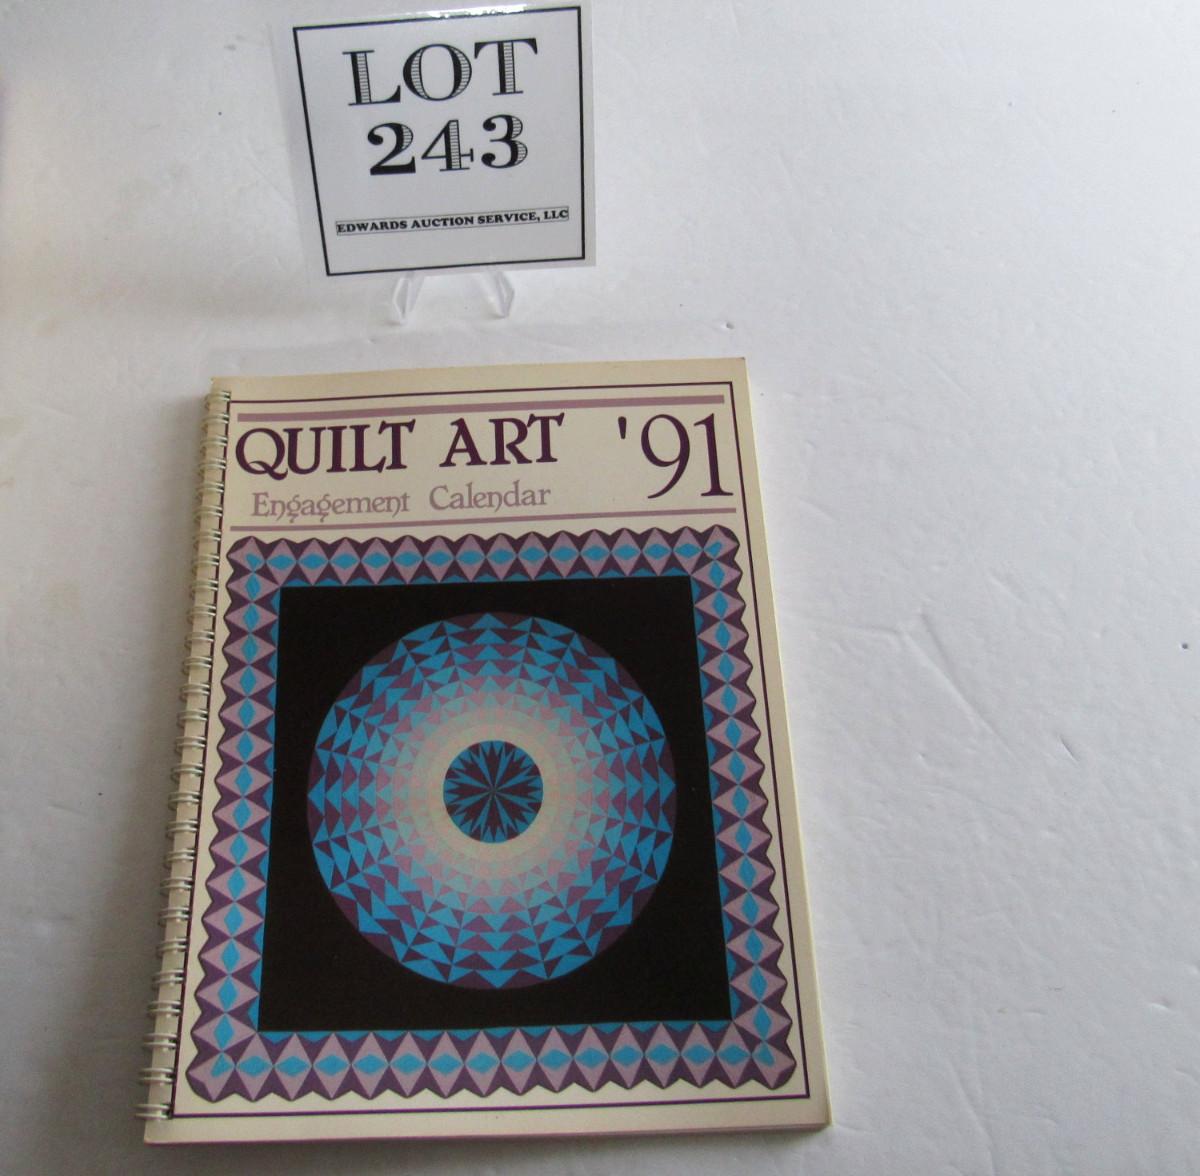 LOT
243
EDWARDS AUCTION SERVICE, LLC
QUILT ART '91
Engagement Calendar